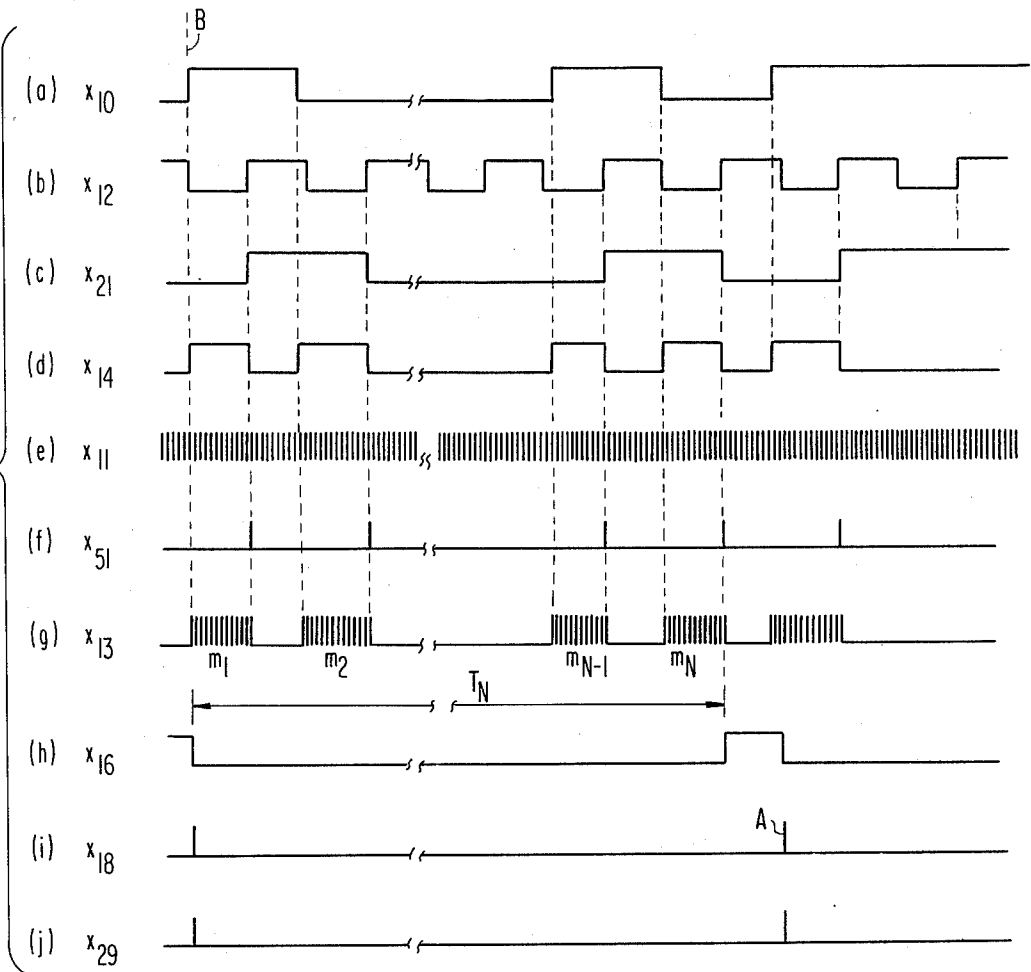 B
(a) x10
(b) x12
(c) x21
(d) x14
(e) x11
(f) x51
(g) x13
m1 m2 mN-1 mN
TN
(h) x16
A
(i) x18
(j) x29